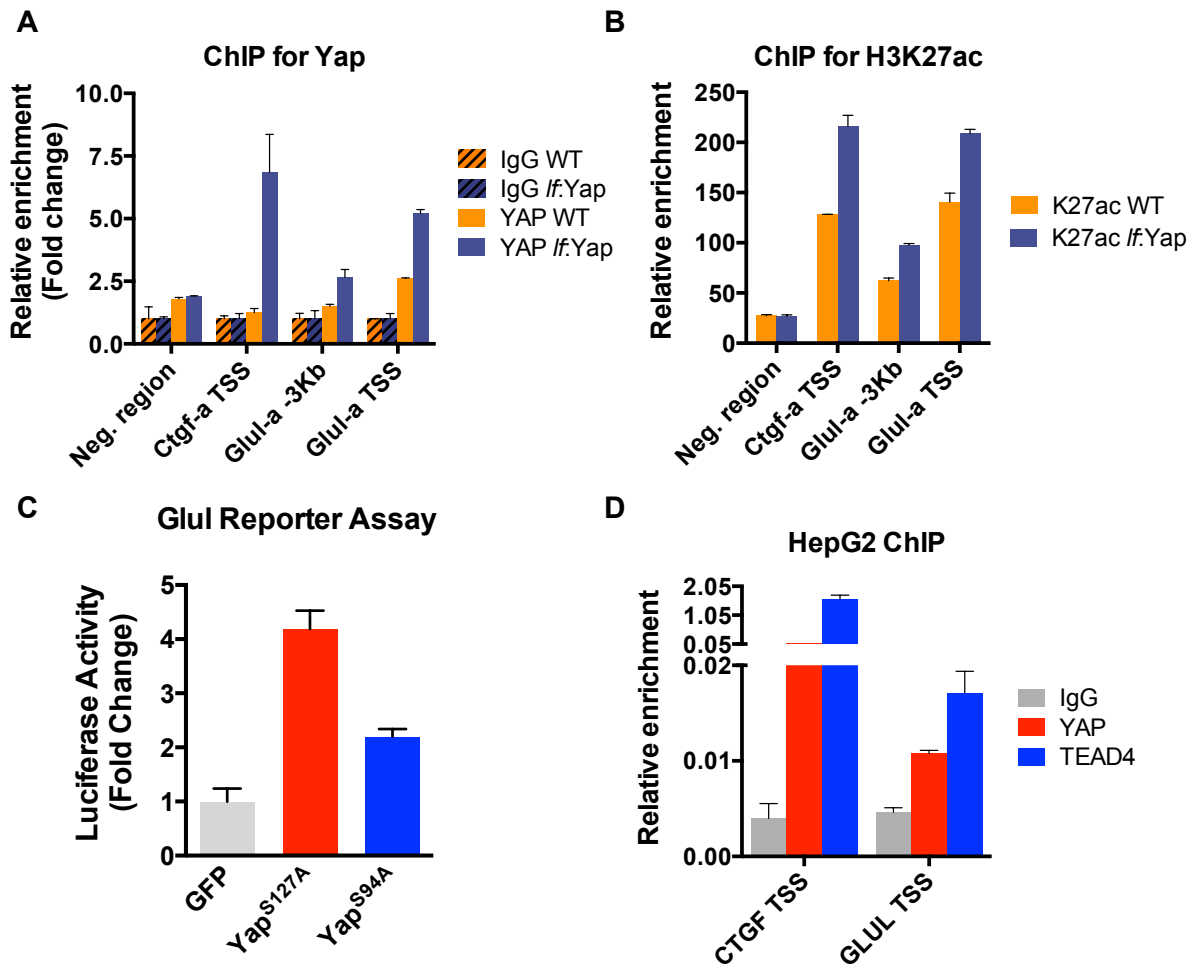 A
ChIP for Yap
Relative enrichment
(Fold change)
10.0
7.5
5.0
2.5
0.0
Neg. region
Ctgf-a TSS
Glul-a -3Kb
Glul-a TSS
IgG WT
IgG lf:Yap
YAP WT
YAP lf:Yap
B
ChIP for H3K27ac
Relative enrichment
250
200
150
100
50
0
Neg. region
Ctgf-a TSS
Glul-a -3Kb
Glul-a TSS
K27ac WT
K27ac lf:Yap
C
Glul Reporter Assay
Luciferase Activity
(Fold Change)
5
4
3
2
1
0
GFP
Yap^S127A
Yap^S94A
D
HepG2 ChIP
Relative enrichment
2.05
1.05
0.05
0.02
0.01
0.00
CTGF TSS
GLUL TSS
IgG
YAP
TEAD4